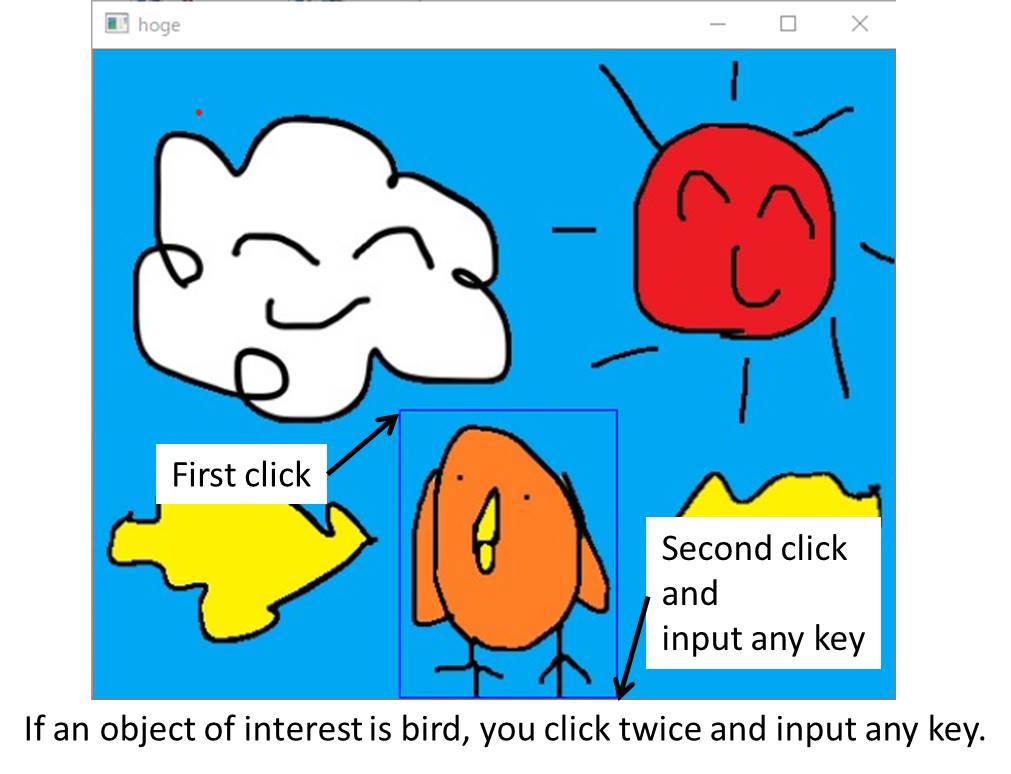 hoge
First click
Second click
and
input any key
If an object of interest is bird, you click twice and input any key.